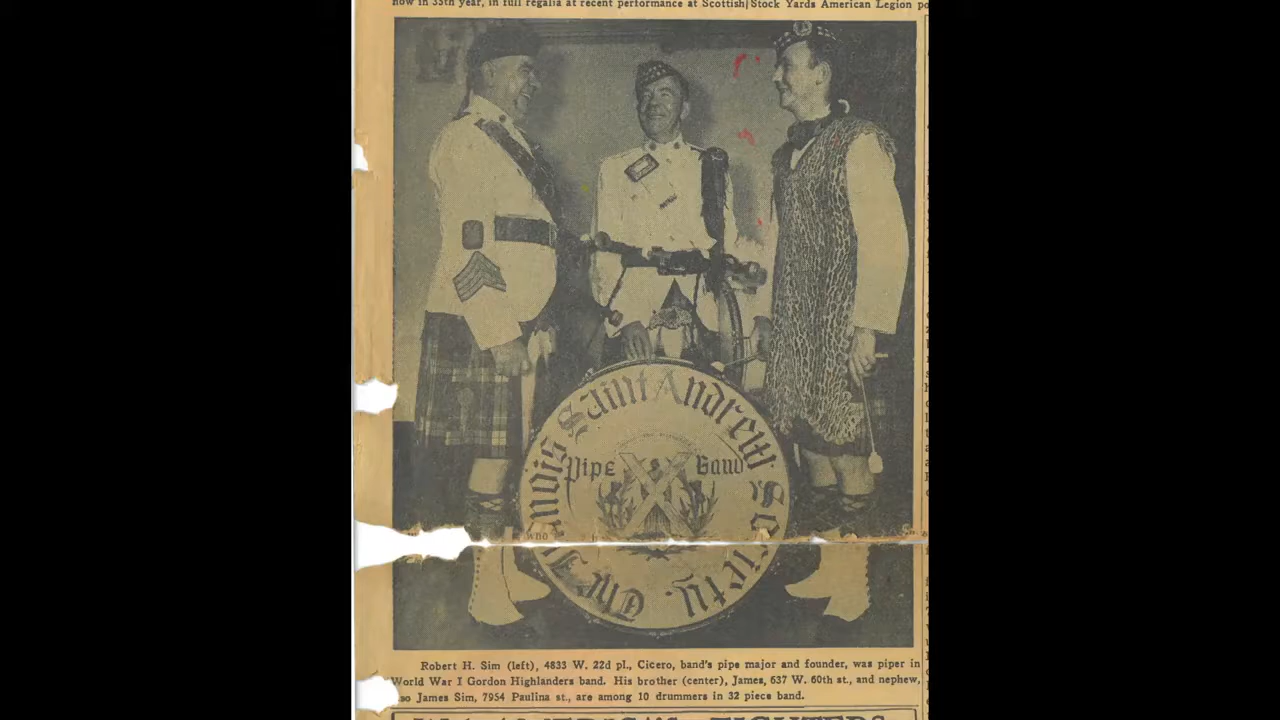 now in 35th year, in full regalia at recent performance at Scottish Stock Yards American Legion po
The Illinois Saint Andrew Society.
Pipe Band
who
Robert H. Sim (left), 4833 W. 22d pl., Cicero, band's pipe major and founder, was piper in
World War I Gordon Highlanders band. His brother (center), James, 637 W. 60th st., and nephew,
so James Sim, 7954 Paulina st., are among 10 drummers in 32 piece band.